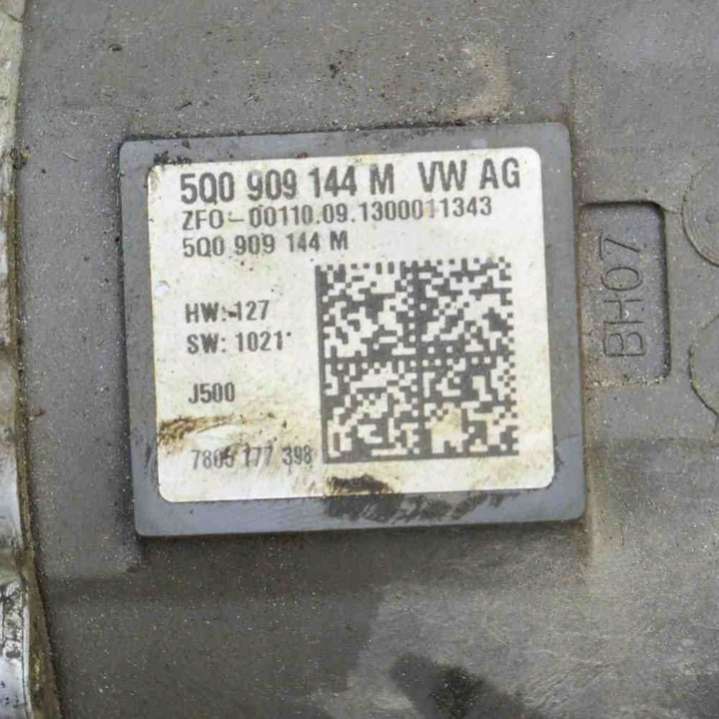 5Q0 909 144 M VW AG
ZFO-00110.09.1300011343
5Q0 909 144 M
HW: 127
SW: 1021
J500
7805 177 398
BH07